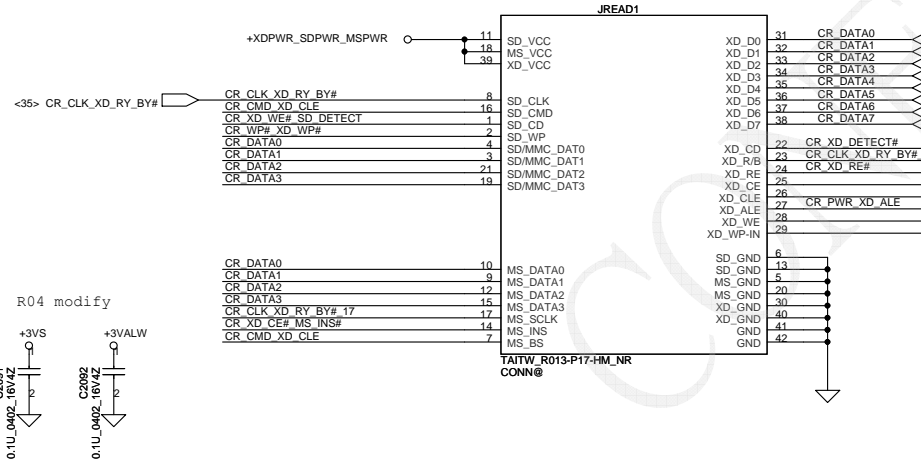 JREAD1
+XDPWR_SDPWR_MSPWR
11 SD_VCC
18 MS_VCC
39 XD_VCC
<35> CR_CLK_XD_RY_BY#
CR_CLK_XD_RY_BY# 8 SD_CLK
CR_CMD_XD_CLE 16 SD_CMD
CR_XD_WE#_SD_DETECT 1 SD_CD
CR_WP#_XD_WP# 2 SD_WP
CR_DATA0 4 SD/MMC_DAT0
CR_DATA1 3 SD/MMC_DAT1
CR_DATA2 21 SD/MMC_DAT2
CR_DATA3 19 SD/MMC_DAT3
CR_DATA0 10 MS_DATA0
CR_DATA1 9 MS_DATA1
CR_DATA2 12 MS_DATA2
CR_DATA3 15 MS_DATA3
CR_CLK_XD_RY_BY#_17 17 MS_SCLK
CR_XD_CE#_MS_INS# 14 MS_INS
CR_CMD_XD_CLE 7 MS_BS
XD_D0 31 CR_DATA0
XD_D1 32 CR_DATA1
XD_D2 33 CR_DATA2
XD_D3 34 CR_DATA3
XD_D4 35 CR_DATA4
XD_D5 36 CR_DATA5
XD_D6 37 CR_DATA6
XD_D7 38 CR_DATA7
XD_CD 22 CR_XD_DETECT#
XD_R/B 23 CR_CLK_XD_RY_BY#
XD_RE 24 CR_XD_RE#
XD_CE 25
XD_CLE 26
XD_ALE 27 CR_PWR_XD_ALE
XD_WE 28
XD_WP-IN 29
SD_GND 6
SD_GND 13
MS_GND 5
MS_GND 20
XD_GND 30
XD_GND 40
GND 41
GND 42
TAITW_R013-P17-HM_NR
CONN@
R04 modify
+3VS
1
2
0.1U_0402_16V4Z
+3VALW
1
2
C2092
0.1U_0402_16V4Z